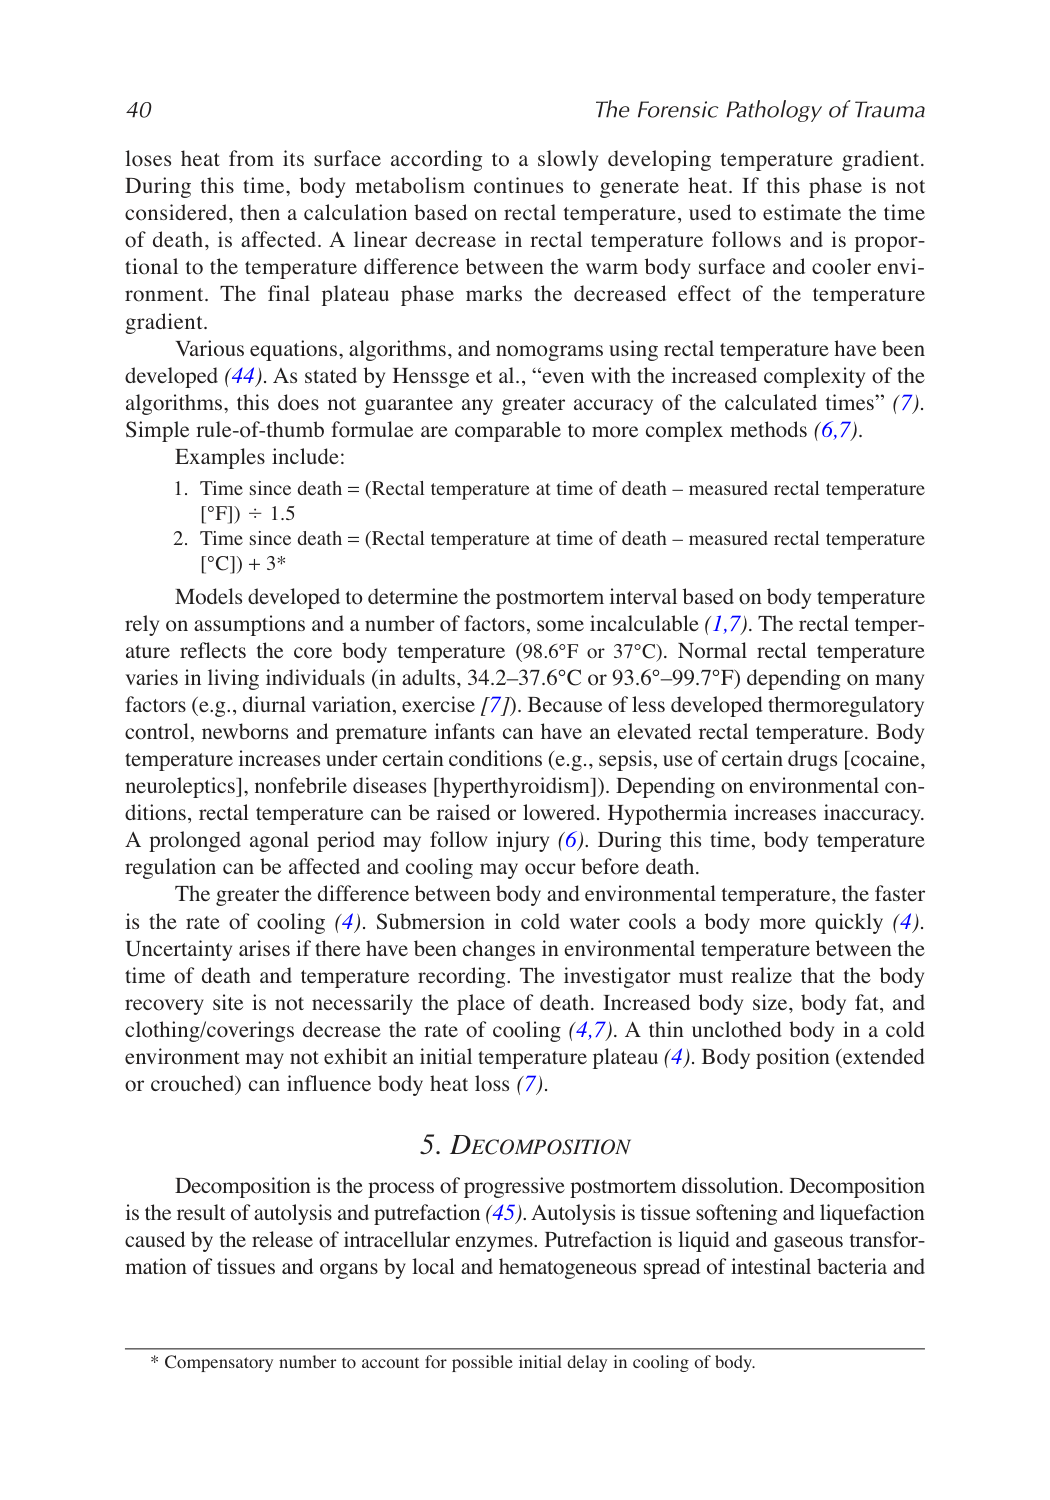 40
The Forensic Pathology of Trauma
loses heat from its surface according to a slowly developing temperature gradient.
During this time, body metabolism continues to generate heat. If this phase is not
considered, then a calculation based on rectal temperature, used to estimate the time
of death, is affected. A linear decrease in rectal temperature follows and is propor-
tional to the temperature difference between the warm body surface and cooler envi-
ronment. The final plateau phase marks the decreased effect of the temperature
gradient.
Various equations, algorithms, and nomograms using rectal temperature have been
developed (44). As stated by Henssge et al., “even with the increased complexity of the
algorithms, this does not guarantee any greater accuracy of the calculated times” (7).
Simple rule-of-thumb formulae are comparable to more complex methods (6,7).
Examples include:
1. Time since death = (Rectal temperature at time of death – measured rectal temperature
[°F]) ÷ 1.5
2. Time since death = (Rectal temperature at time of death – measured rectal temperature
[°C]) + 3*
Models developed to determine the postmortem interval based on body temperature
rely on assumptions and a number of factors, some incalculable (1,7). The rectal temper-
ature reflects the core body temperature (98.6°F or 37°C). Normal rectal temperature
varies in living individuals (in adults, 34.2–37.6°C or 93.6°–99.7°F) depending on many
factors (e.g., diurnal variation, exercise [7]). Because of less developed thermoregulatory
control, newborns and premature infants can have an elevated rectal temperature. Body
temperature increases under certain conditions (e.g., sepsis, use of certain drugs [cocaine,
neuroleptics], nonfebrile diseases [hyperthyroidism]). Depending on environmental con-
ditions, rectal temperature can be raised or lowered. Hypothermia increases inaccuracy.
A prolonged agonal period may follow injury (6). During this time, body temperature
regulation can be affected and cooling may occur before death.
The greater the difference between body and environmental temperature, the faster
is the rate of cooling (4). Submersion in cold water cools a body more quickly (4).
Uncertainty arises if there have been changes in environmental temperature between the
time of death and temperature recording. The investigator must realize that the body
recovery site is not necessarily the place of death. Increased body size, body fat, and
clothing/coverings decrease the rate of cooling (4,7). A thin unclothed body in a cold
environment may not exhibit an initial temperature plateau (4). Body position (extended
or crouched) can influence body heat loss (7).
5. DECOMPOSITION
Decomposition is the process of progressive postmortem dissolution. Decomposition
is the result of autolysis and putrefaction (45). Autolysis is tissue softening and liquefaction
caused by the release of intracellular enzymes. Putrefaction is liquid and gaseous transfor-
mation of tissues and organs by local and hematogeneous spread of intestinal bacteria and
* Compensatory number to account for possible initial delay in cooling of body.